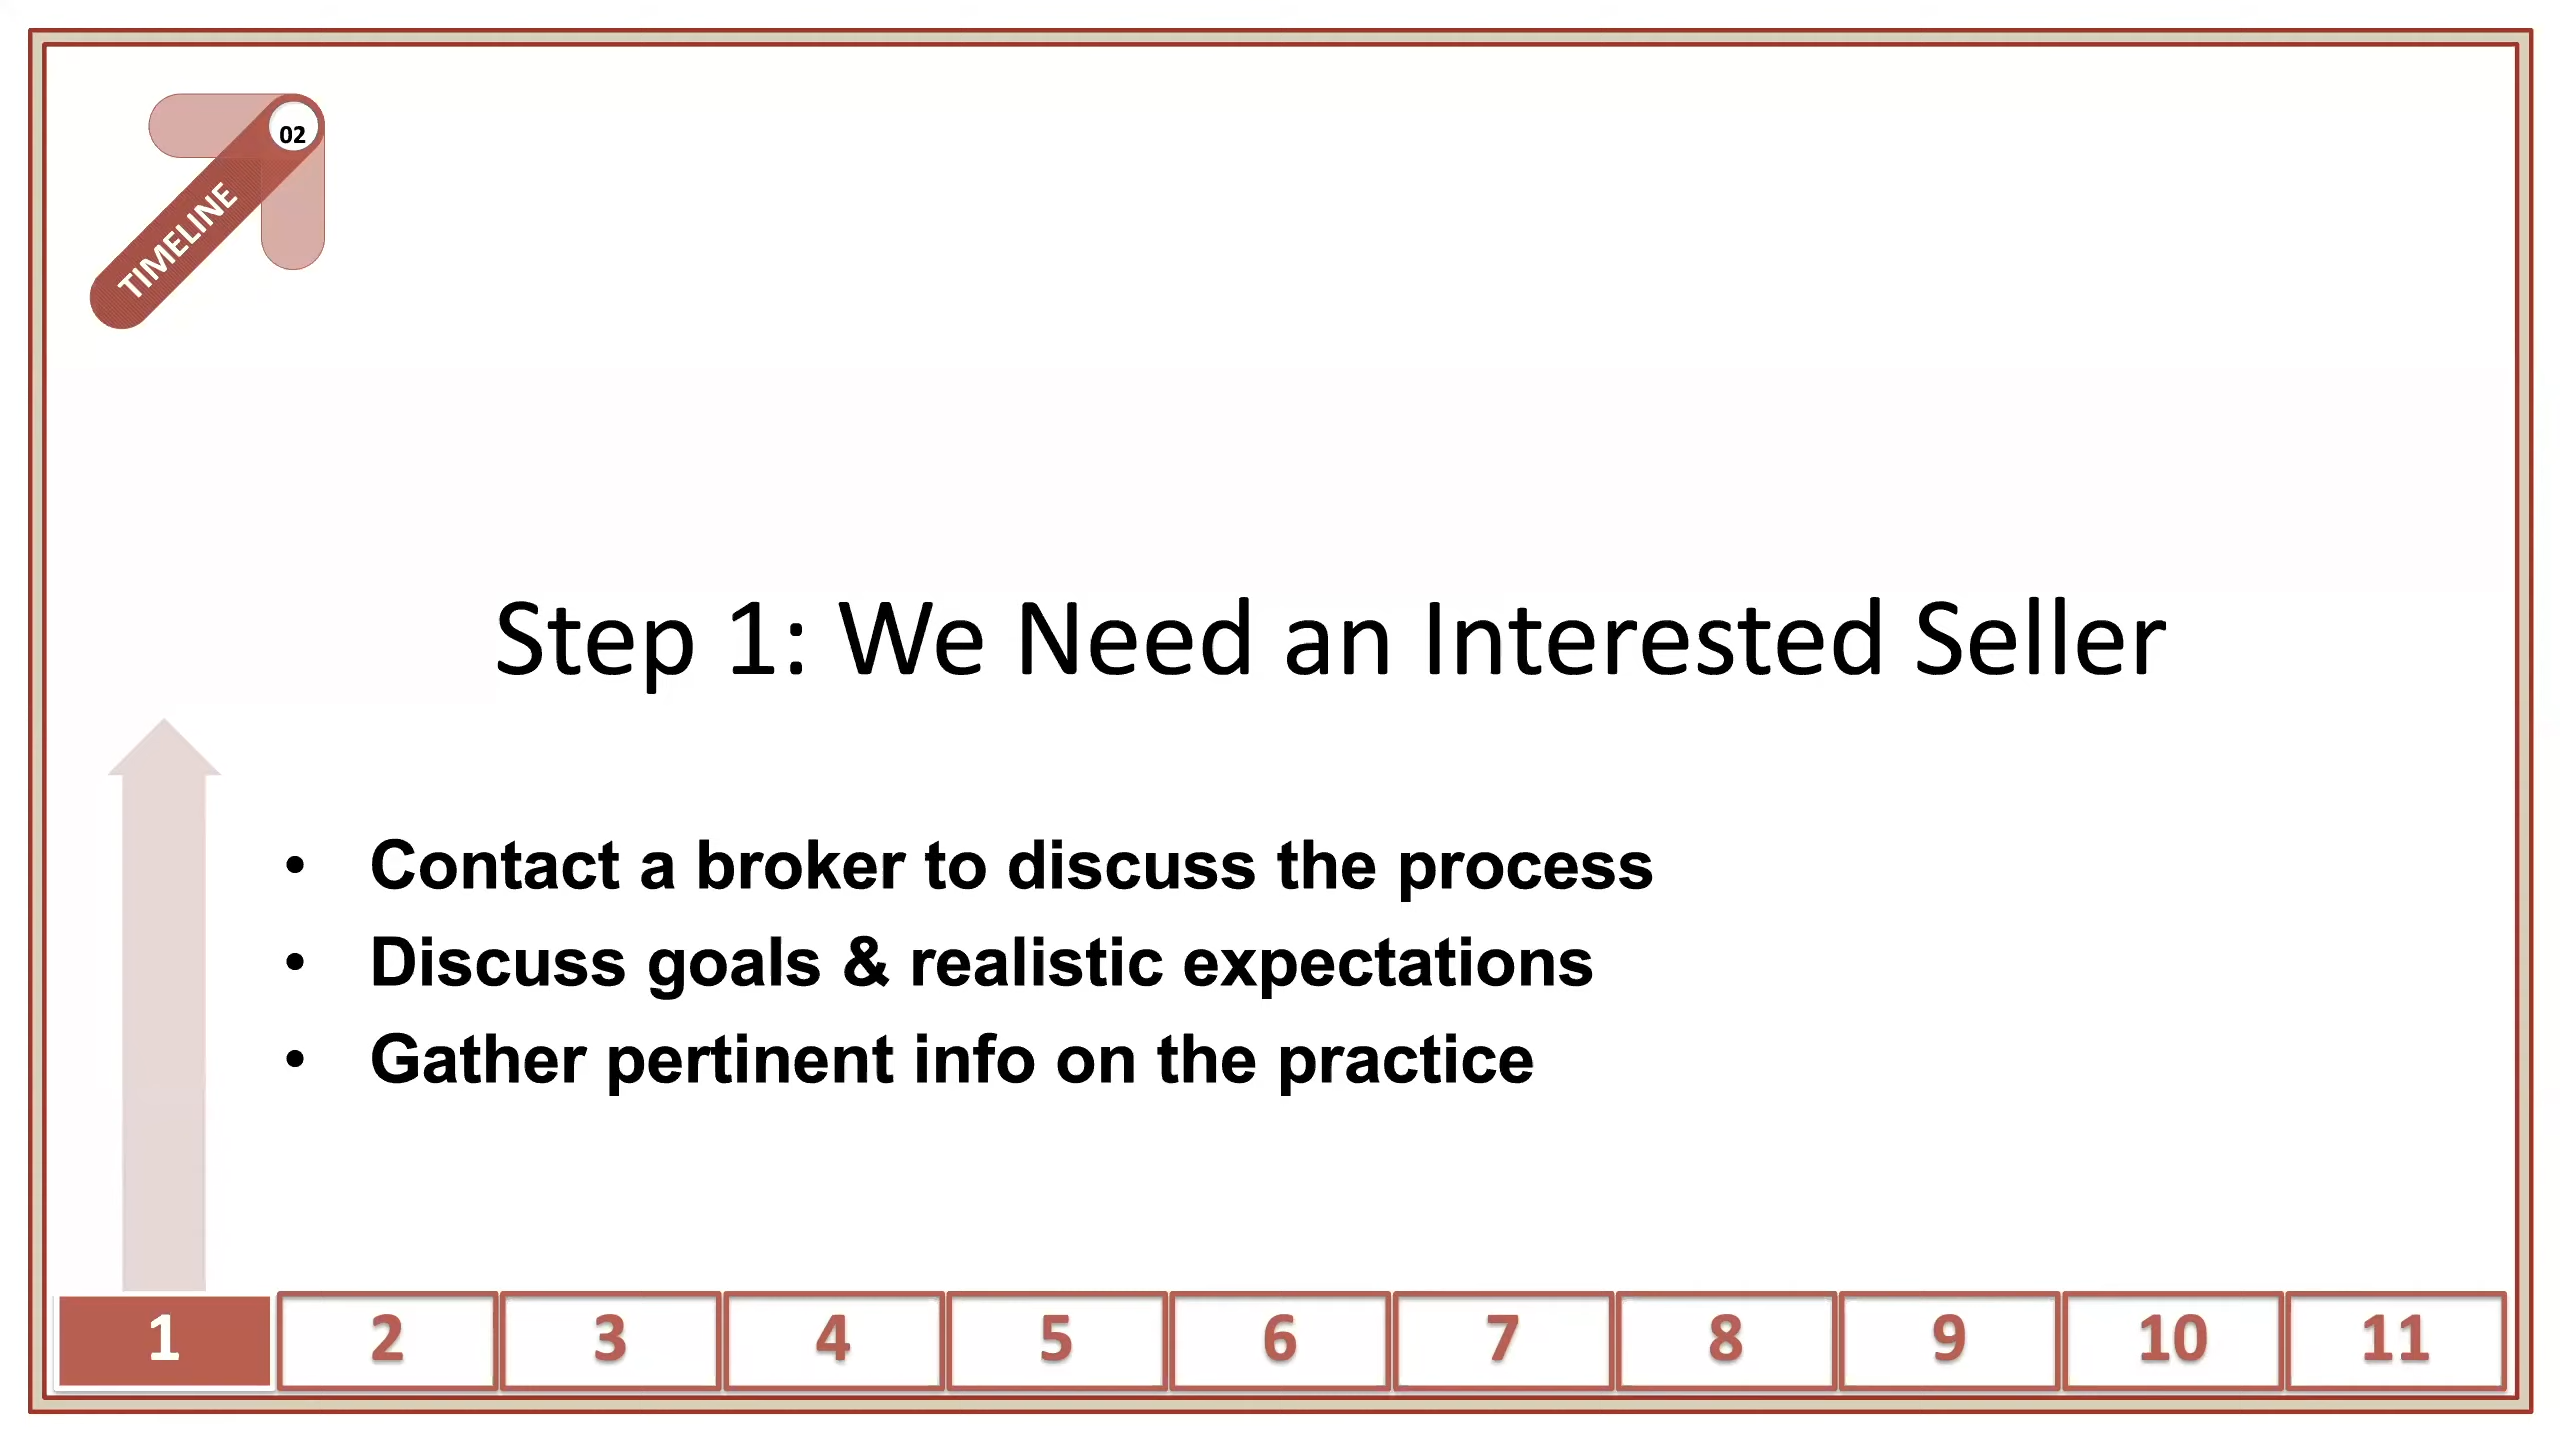 02
TIMELINE
Step 1: We Need an Interested Seller
• Contact a broker to discuss the process
• Discuss goals & realistic expectations
• Gather pertinent info on the practice
1 2 3 4 5 6 7 8 9 10 11